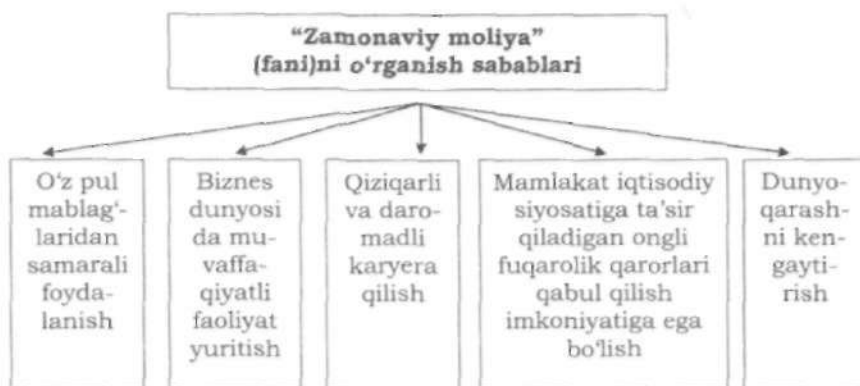 “Zamonaviy moliya”
(fani)ni o‘rganish sabablari
O‘z pul
mablag‘-
laridan
samarali
foyda-
lanish
Biznes
dunyosi
da mu-
vaffa-
qiyatli
faoliyat
yuritish
Qiziqarli
va daro-
madli
karyera
qilish
Mamlakat iqtisodiy
siyosatiga ta’sir
qiladigan ongli
fuqarolik qarorlari
qabul qilish
imkoniyatiga ega
bo‘lish
Dunyo-
qarash-
ni ken-
gayti-
rish